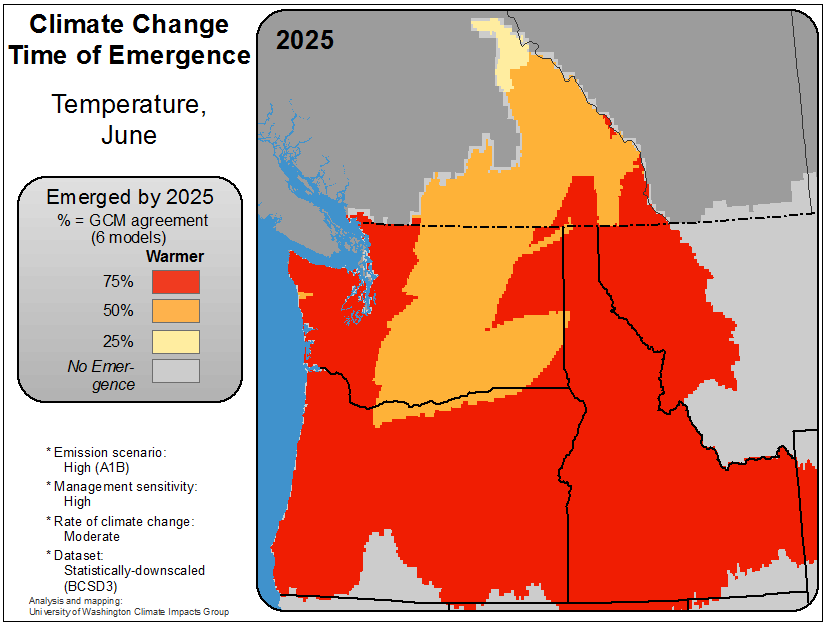 Climate Change
Time of Emergence
Temperature,
June
Emerged by 2025
% = GCM agreement
(6 models)
Warmer
75%
50%
25%
No Emer-
gence
* Emission scenario:
High (A1B)
* Management sensitivity:
High
* Rate of climate change:
Moderate
* Dataset:
Statistically-downscaled
(BCSD3)
Analysis and mapping:
University of Washington Climate Impacts Group
2025